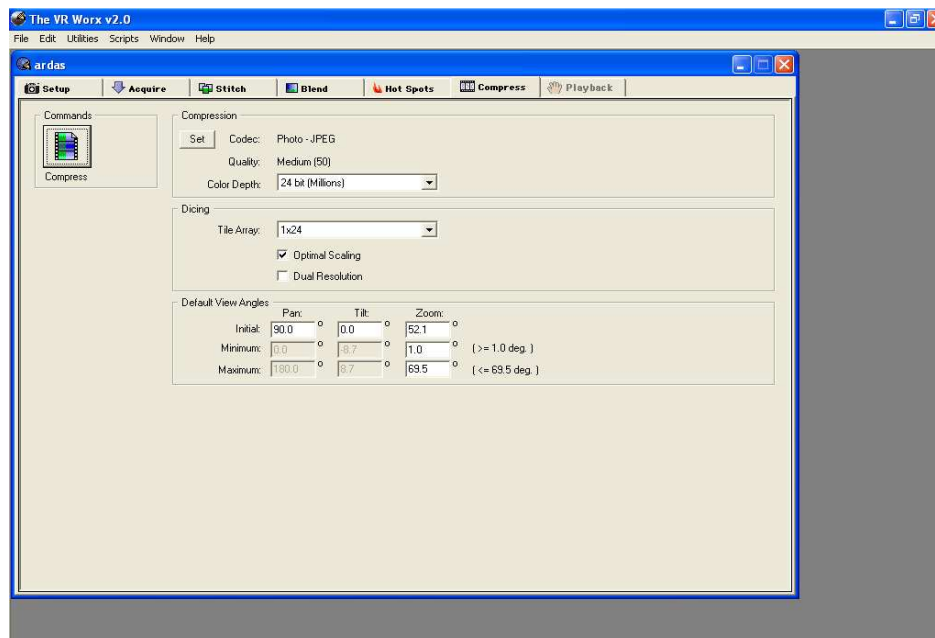 The VR Worx v2.0
File Edit Utilities Scripts Window Help
ardas
Setup Acquire Stitch Blend Hot Spots Compress Playback
Commands
Compress
Compression
Set Codec: Photo - JPEG
Quality: Medium (50)
Color Depth: 24 bit (Millions)
Dicing
Tile Array: 1x24
Optimal Scaling
Dual Resolution
Default View Angles
Pan: Tilt: Zoom:
Initial: 90.0 ° 0.0 ° 52.1 °
Minimum: 0.0 ° -8.7 ° 1.0 ° ( >= 1.0 deg. )
Maximum: 180.0 ° 8.7 ° 69.5 ° ( <= 69.5 deg. )